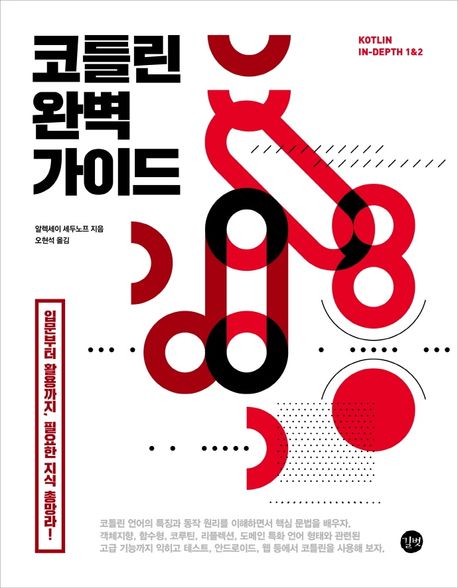 코틀린
완벽
가이드
KOTLIN
IN-DEPTH 1&2
알렉세이 세두노프 지음
오현석 옮김
입문부터 활용까지, 필요한 지식 총망라!
코틀린 언어의 특징과 동작 원리를 이해하면서 핵심 문법을 배우자.
객체지향, 함수형, 코루틴, 리플렉션, 도메인 특화 언어 형태와 관련된
고급 기능까지 익히고 테스트, 안드로이드, 웹 등에서 코틀린을 사용해 보자.
길벗